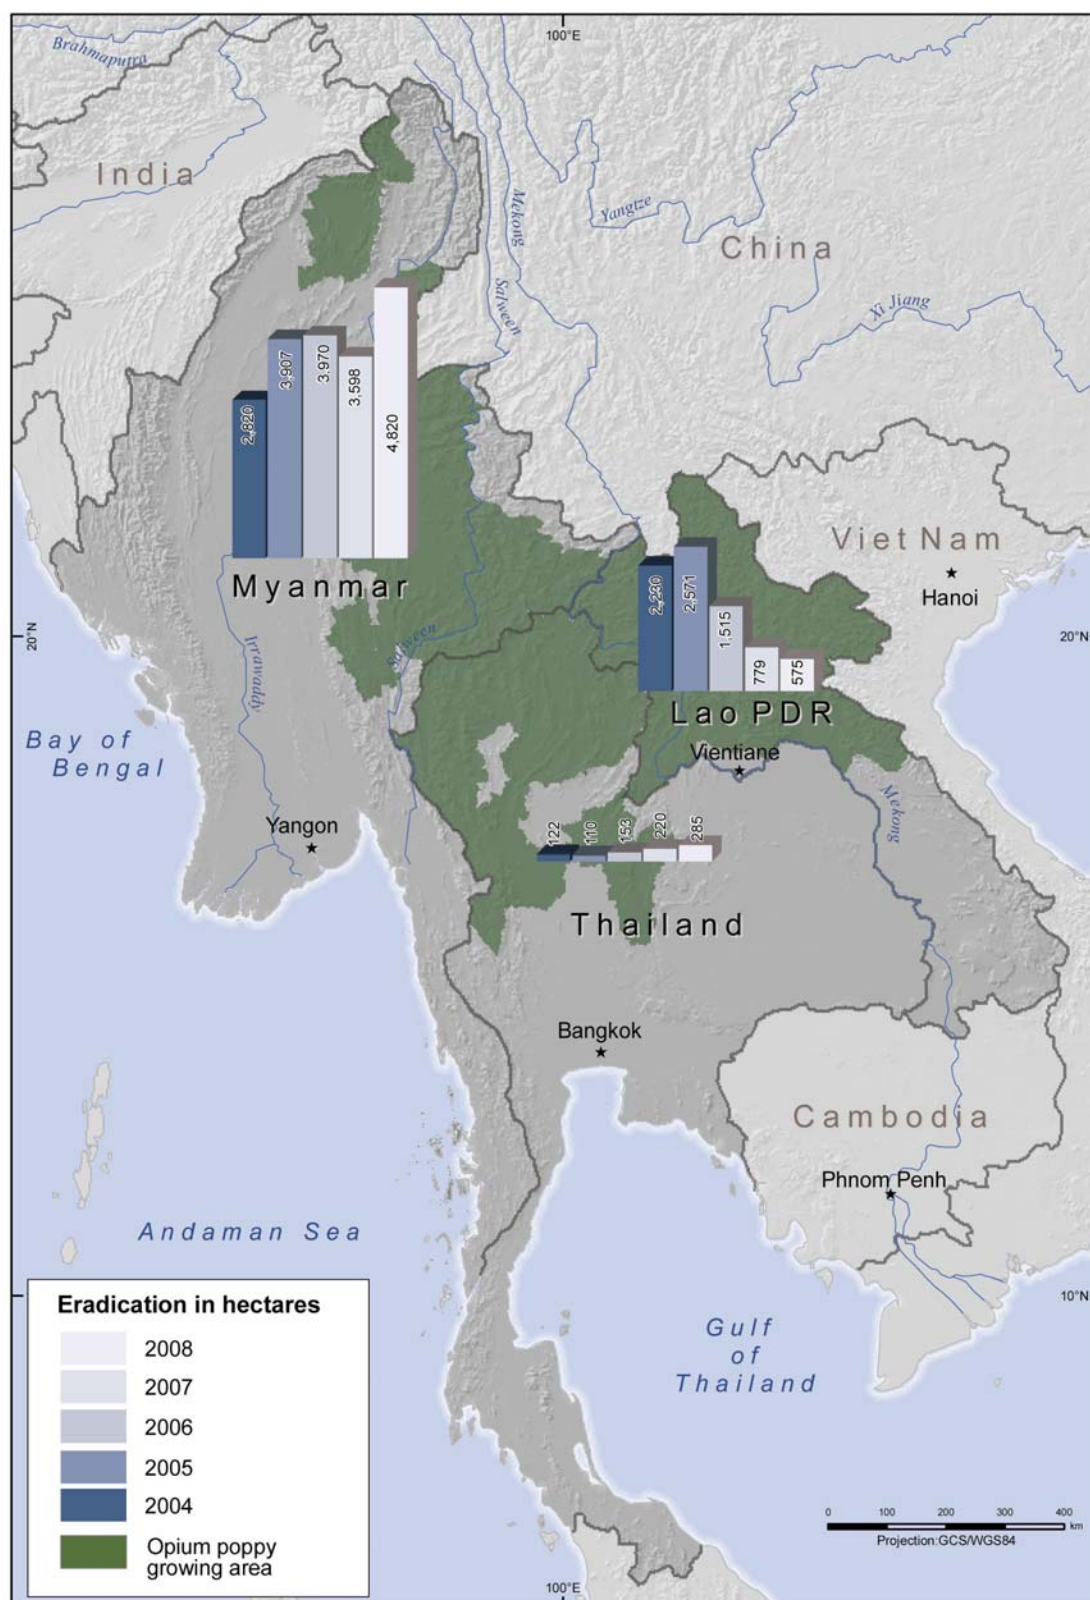 100°E
Brahmaputra
India
Mekong
Yangtze
China
Salween
Xi Jiang
2,820
3,907
3,970
3,598
4,820
Myanmar
Viet Nam
Hanoi
2,230
2,571
1,515
779
575
20°N
20°N
Salween
Irrawaddy
Lao PDR
Vientiane
Bay of
Bengal
Mekong
Yangon
122
110
153
220
285
Thailand
Bangkok
Cambodia
Phnom Penh
Andaman Sea
Eradication in hectares
2008
2007
2006
2005
2004
Opium poppy
growing area
10°N
Gulf
of
Thailand
0 100 200 300 400
km
Projection:GCS/WGS84
100°E